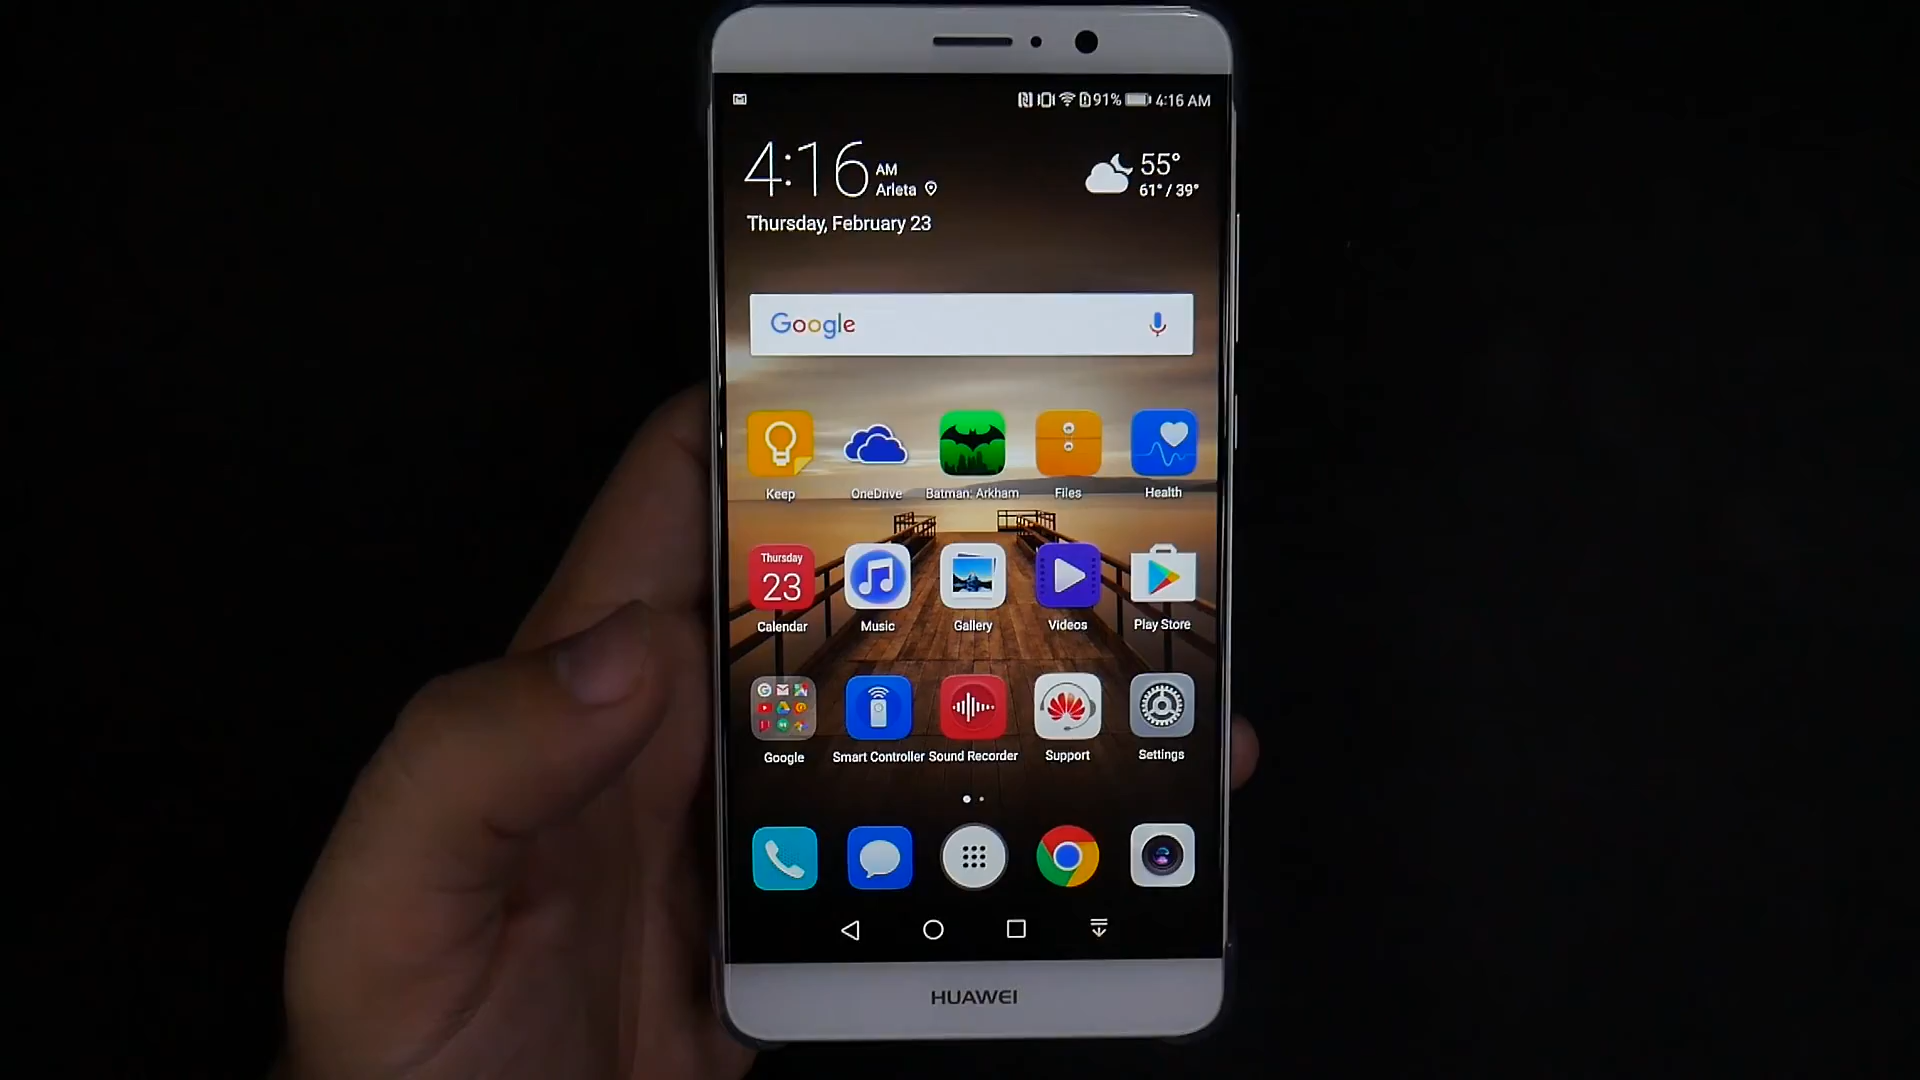 91% 4:16 AM
4:16 AM
Arleta
55°
61° / 39°
Thursday, February 23
Google
Keep
OneDrive
Batman: Arkham
Files
Health
Thursday
23
Calendar
Music
Gallery
Videos
Play Store
Google
Smart Controller
Sound Recorder
Support
Settings
HUAWEI